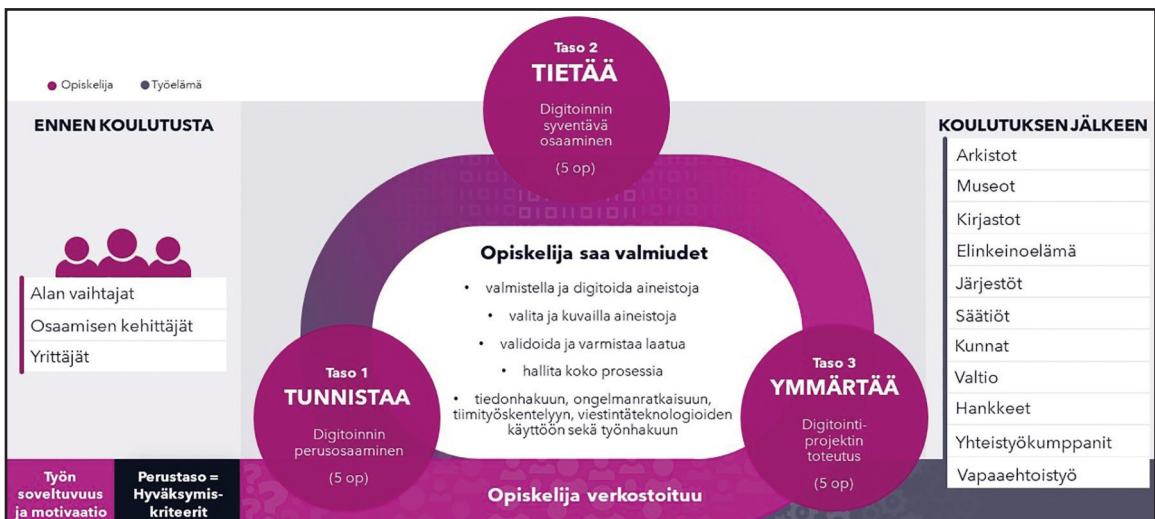 Opiskelija
Työelämä
ENNEN KOULUTUSTA
Alan vaihtajat
Osaamisen kehittäjät
Yrittäjät
Työn
soveltuvuus
ja motivaatio
Perustaso =
Hyväksymis-
kriteerit
Taso 1
TUNNISTAA
Digitoinnin
perusosaaminen
(5 op)
Taso 2
TIETÄÄ
Digitoinnin
syventävä
osaaminen
(5 op)
Opiskelija saa valmiudet
• valmistella ja digitoida aineistoja
• valita ja kuvailla aineistoja
• validoida ja varmistaa laatua
• hallita koko prosessia
• tiedonhakuun, ongelmanratkaisuun,
tiimityöskentelyyn, viestintäteknologioiden
käyttöön sekä työnhakuun
Taso 3
YMMÄRTÄÄ
Digitointi-
projektin
toteutus
(5 op)
Opiskelija verkostoituu
KOULUTUKSEN JÄLKEEN
Arkistot
Museot
Kirjastot
Elinkeinoelämä
Järjestöt
Säätiöt
Kunnat
Valtio
Hankkeet
Yhteistyökumppanit
Vapaaehtoistyö